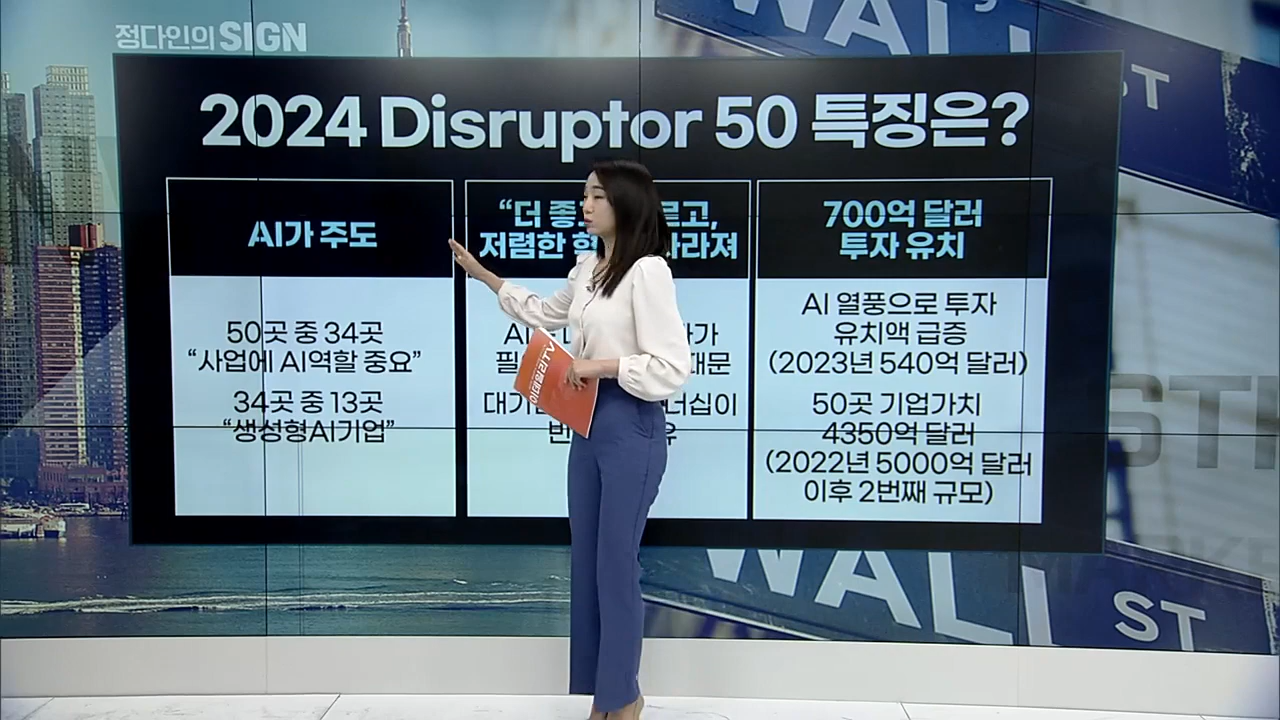 정다인의 SIGN
WALL
ST
2024 Disruptor 50 특징은?
AI가 주도
50곳 중 34곳
“사업에 AI역할 중요”
34곳 중 13곳
“생성형AI기업”
“더
저렴한
700억 달러
투자 유치
AI 열풍으로 투자
유치액 급증
(2023년 540억 달러)
50곳 기업가치
4350억 달러
(2022년 5000억 달러
이후 2번째 규모)
이데일리TV
WALL
ST